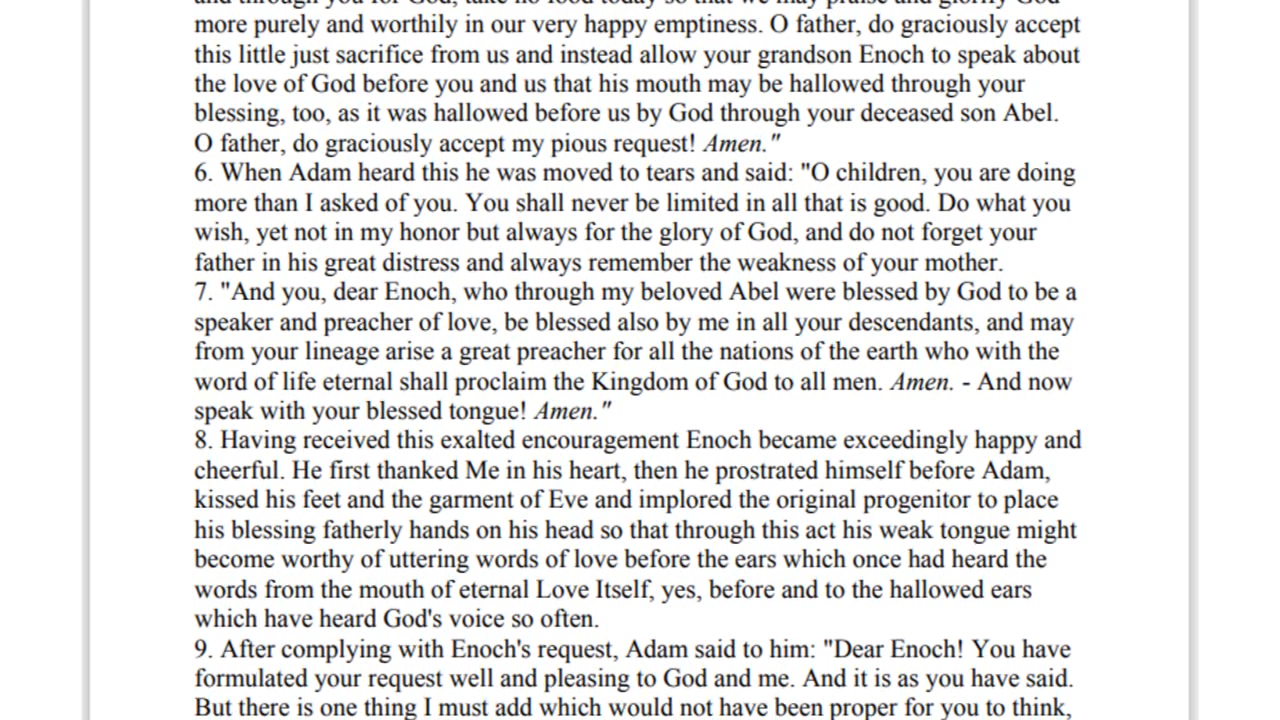 and through you for God, take no food today so that we may praise and glorify God
more purely and worthily in our very happy emptiness. O father, do graciously accept
this little just sacrifice from us and instead allow your grandson Enoch to speak about
the love of God before you and us that his mouth may be hallowed through your
blessing, too, as it was hallowed before us by God through your deceased son Abel.
O father, do graciously accept my pious request! Amen."
6. When Adam heard this he was moved to tears and said: "O children, you are doing
more than I asked of you. You shall never be limited in all that is good. Do what you
wish, yet not in my honor but always for the glory of God, and do not forget your
father in his great distress and always remember the weakness of your mother.
7. "And you, dear Enoch, who through my beloved Abel were blessed by God to be a
speaker and preacher of love, be blessed also by me in all your descendants, and may
from your lineage arise a great preacher for all the nations of the earth who with the
word of life eternal shall proclaim the Kingdom of God to all men. Amen. - And now
speak with your blessed tongue! Amen."
8. Having received this exalted encouragement Enoch became exceedingly happy and
cheerful. He first thanked Me in his heart, then he prostrated himself before Adam,
kissed his feet and the garment of Eve and implored the original progenitor to place
his blessing fatherly hands on his head so that through this act his weak tongue might
become worthy of uttering words of love before the ears which once had heard the
words from the mouth of eternal Love Itself, yes, before and to the hallowed ears
which have heard God's voice so often.
9. After complying with Enoch's request, Adam said to him: "Dear Enoch! You have
formulated your request well and pleasing to God and me. And it is as you have said.
But there is one thing I must add which would not have been proper for you to think,